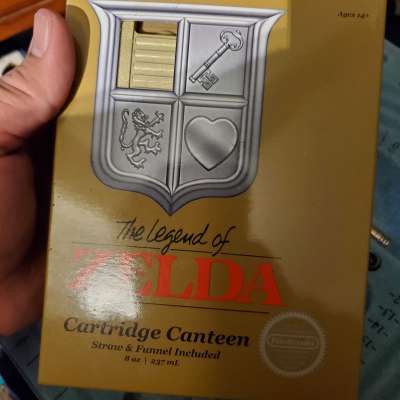 Ages 14+
The Legend of
ZELDA
Cartridge Canteen
Straw & Funnel Included
8 oz | 237 mL